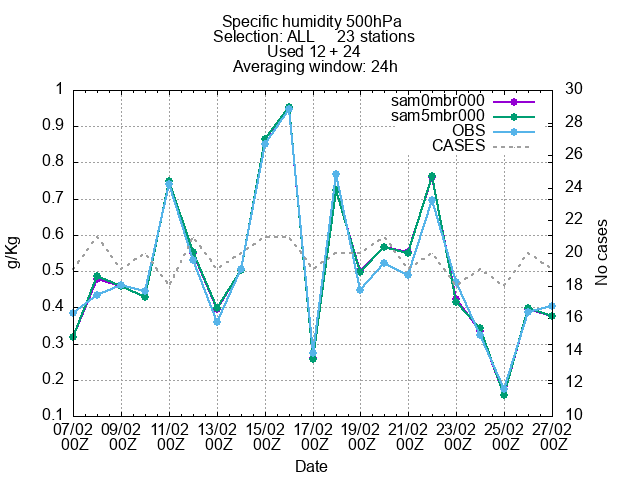 Specific humidity 500hPa
Selection: ALL 23 stations
Used 12 + 24
Averaging window: 24h
sam0mbr000
sam5mbr000
OBS
CASES
1
0.9
0.8
0.7
0.6
0.5
0.4
0.3
0.2
0.1
30
28
26
24
22
20
18
16
14
12
10
g/Kg
No cases
07/02 09/02 11/02 13/02 15/02 17/02 19/02 21/02 23/02 25/02 27/02
00Z 00Z 00Z 00Z 00Z 00Z 00Z 00Z 00Z 00Z 00Z
Date